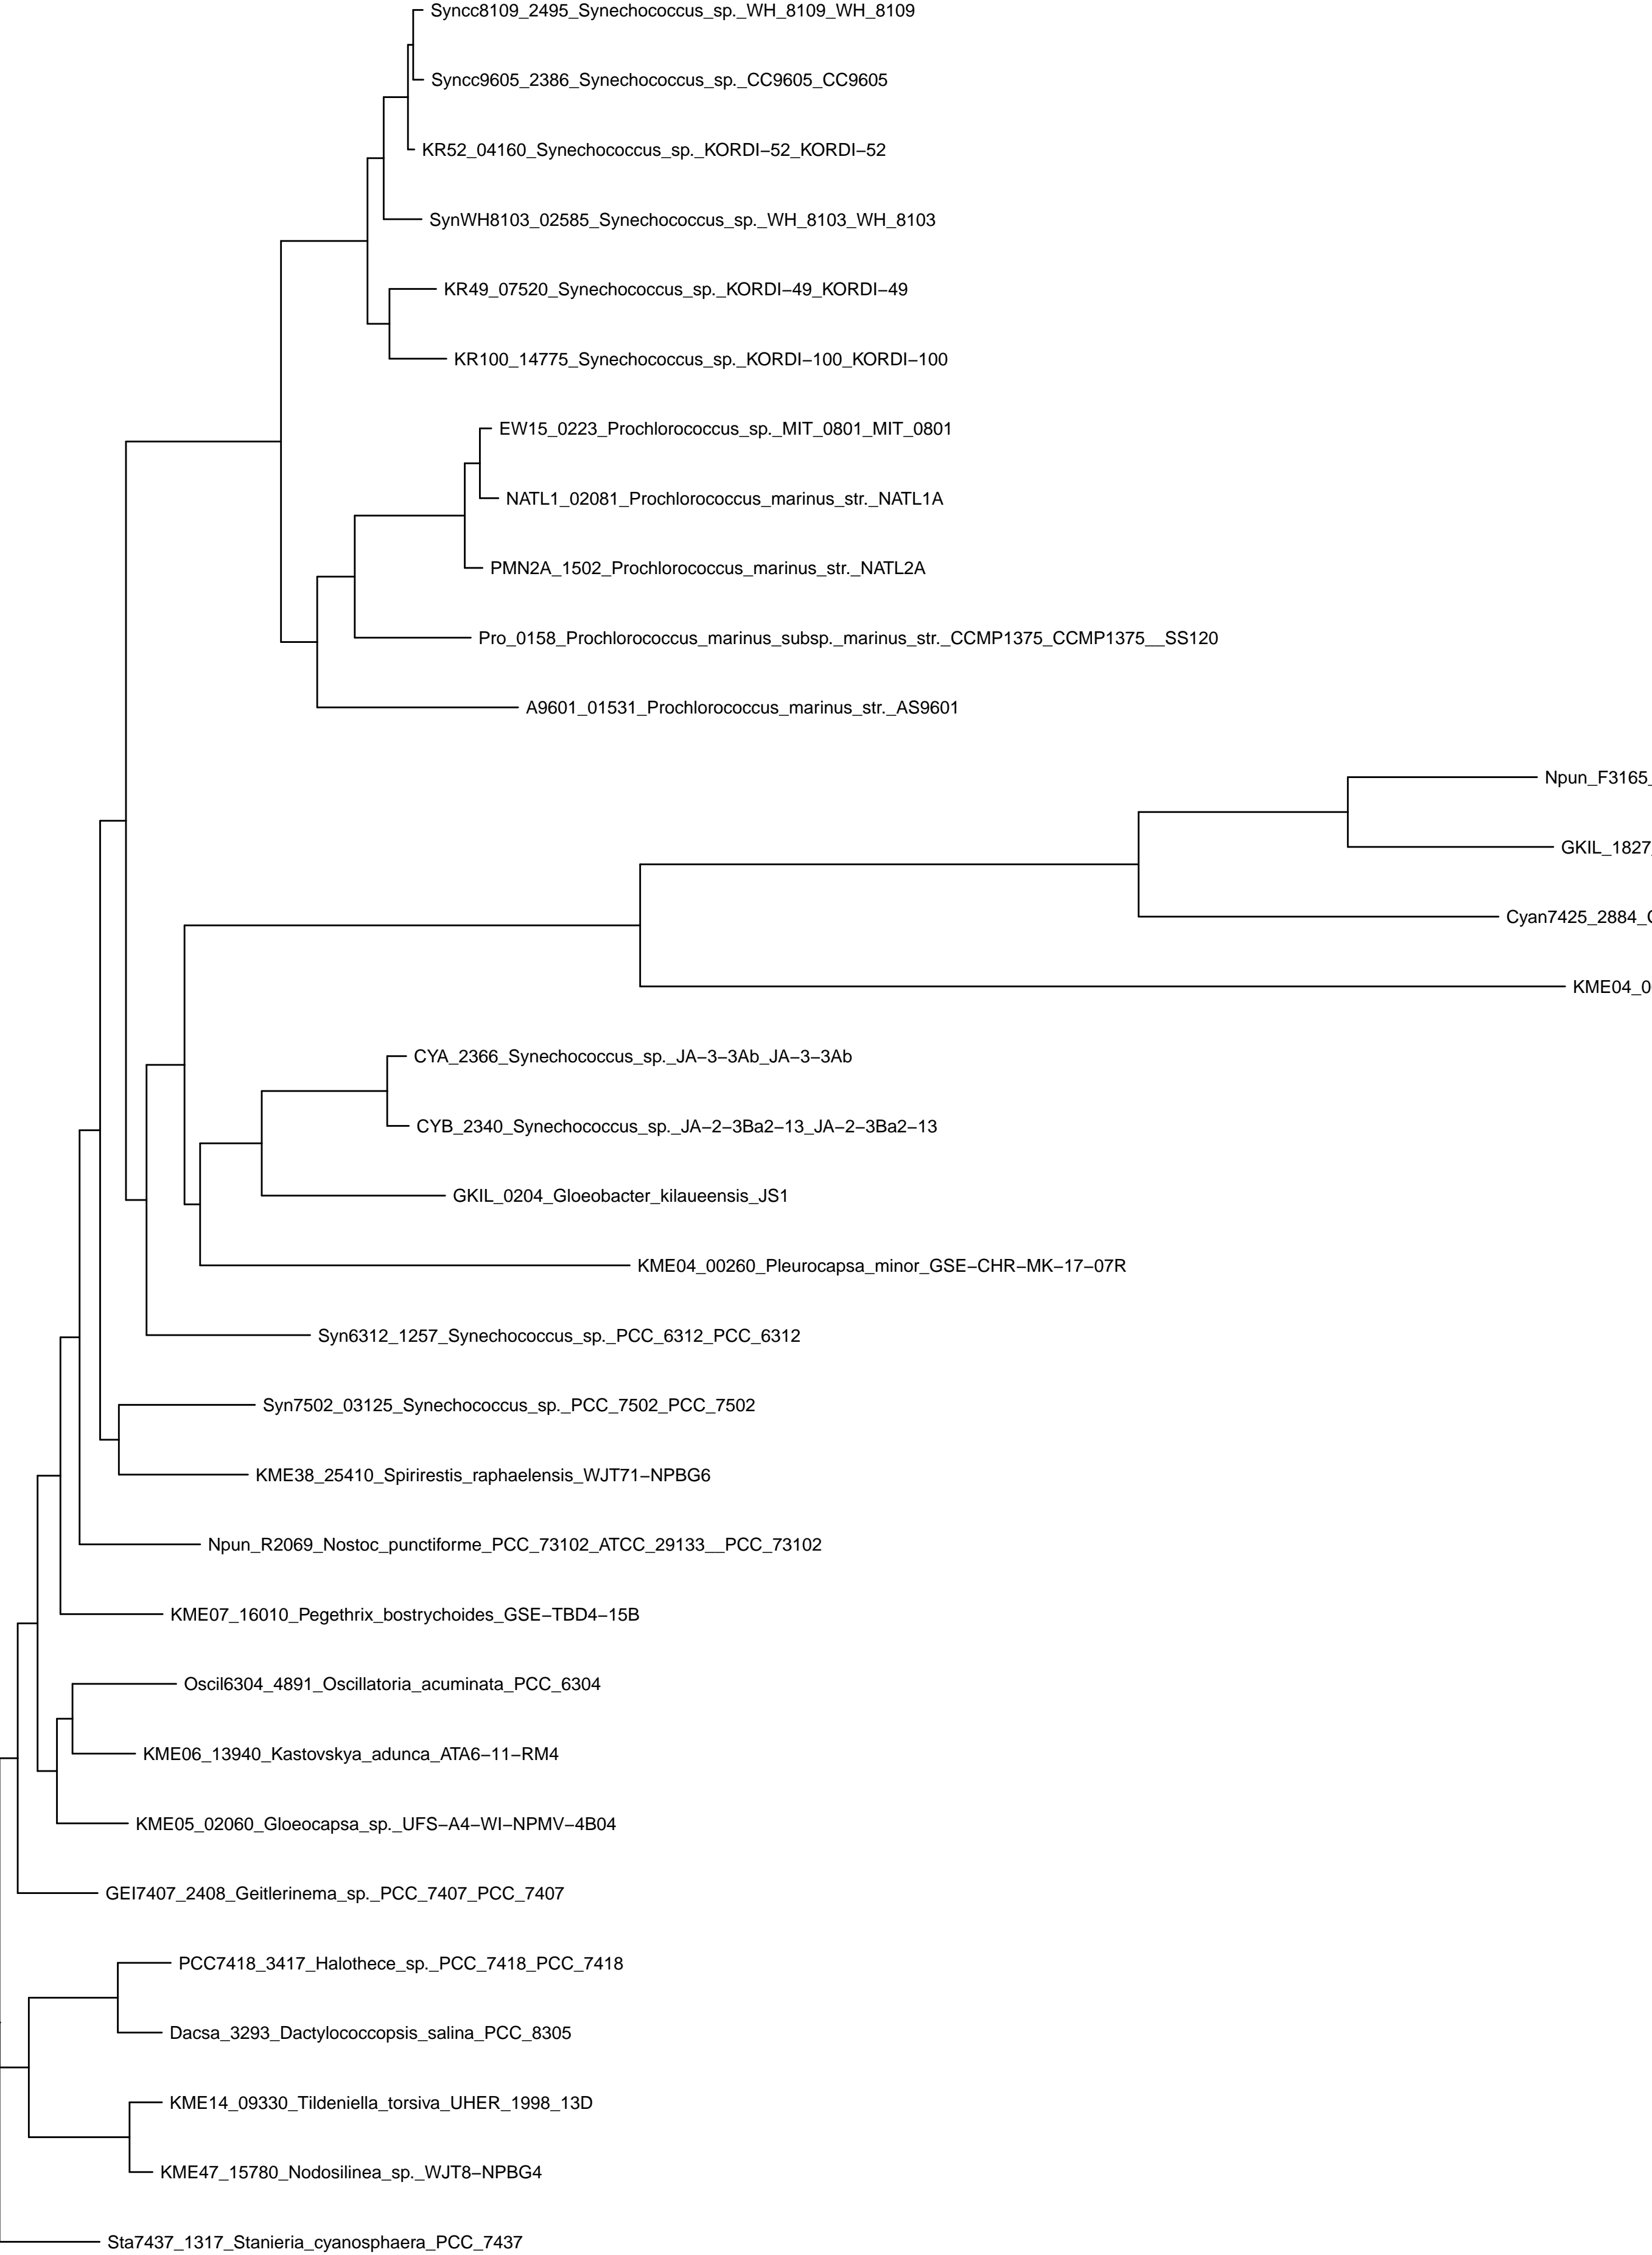 Syncc8109_2495_Synechococcus_sp._WH_8109_WH_8109
Syncc9605_2386_Synechococcus_sp._CC9605_CC9605
KR52_04160_Synechococcus_sp._KORDI−52_KORDI−52
SynWH8103_02585_Synechococcus_sp._WH_8103_WH_8103
KR49_07520_Synechococcus_sp._KORDI−49_KORDI−49
KR100_14775_Synechococcus_sp._KORDI−100_KORDI−100
EW15_0223_Prochlorococcus_sp._MIT_0801_MIT_0801
NATL1_02081_Prochlorococcus_marinus_str._NATL1A
PMN2A_1502_Prochlorococcus_marinus_str._NATL2A
Pro_0158_Prochlorococcus_marinus_subsp._marinus_str._CCMP1375_CCMP1375__SS120
A9601_01531_Prochlorococcus_marinus_str._AS9601
Npun_F3165_
GKIL_1827_
Cyan7425_2884_
KME04_0
CYA_2366_Synechococcus_sp._JA−3−3Ab_JA−3−3Ab
CYB_2340_Synechococcus_sp._JA−2−3Ba2−13_JA−2−3Ba2−13
GKIL_0204_Gloeobacter_kilaueensis_JS1
KME04_00260_Pleurocapsa_minor_GSE−CHR−MK−17−07R
Syn6312_1257_Synechococcus_sp._PCC_6312_PCC_6312
Syn7502_03125_Synechococcus_sp._PCC_7502_PCC_7502
KME38_25410_Spirirestis_raphaelensis_WJT71−NPBG6
Npun_R2069_Nostoc_punctiforme_PCC_73102_ATCC_29133__PCC_73102
KME07_16010_Pegethrix_bostrychoides_GSE−TBD4−15B
Oscil6304_4891_Oscillatoria_acuminata_PCC_6304
KME06_13940_Kastovskya_adunca_ATA6−11−RM4
KME05_02060_Gloeocapsa_sp._UFS−A4−WI−NPMV−4B04
GEI7407_2408_Geitlerinema_sp._PCC_7407_PCC_7407
PCC7418_3417_Halothece_sp._PCC_7418_PCC_7418
Dacsa_3293_Dactylococcopsis_salina_PCC_8305
KME14_09330_Tildeniella_torsiva_UHER_1998_13D
KME47_15780_Nodosilinea_sp._WJT8−NPBG4
Sta7437_1317_Stanieria_cyanosphaera_PCC_7437